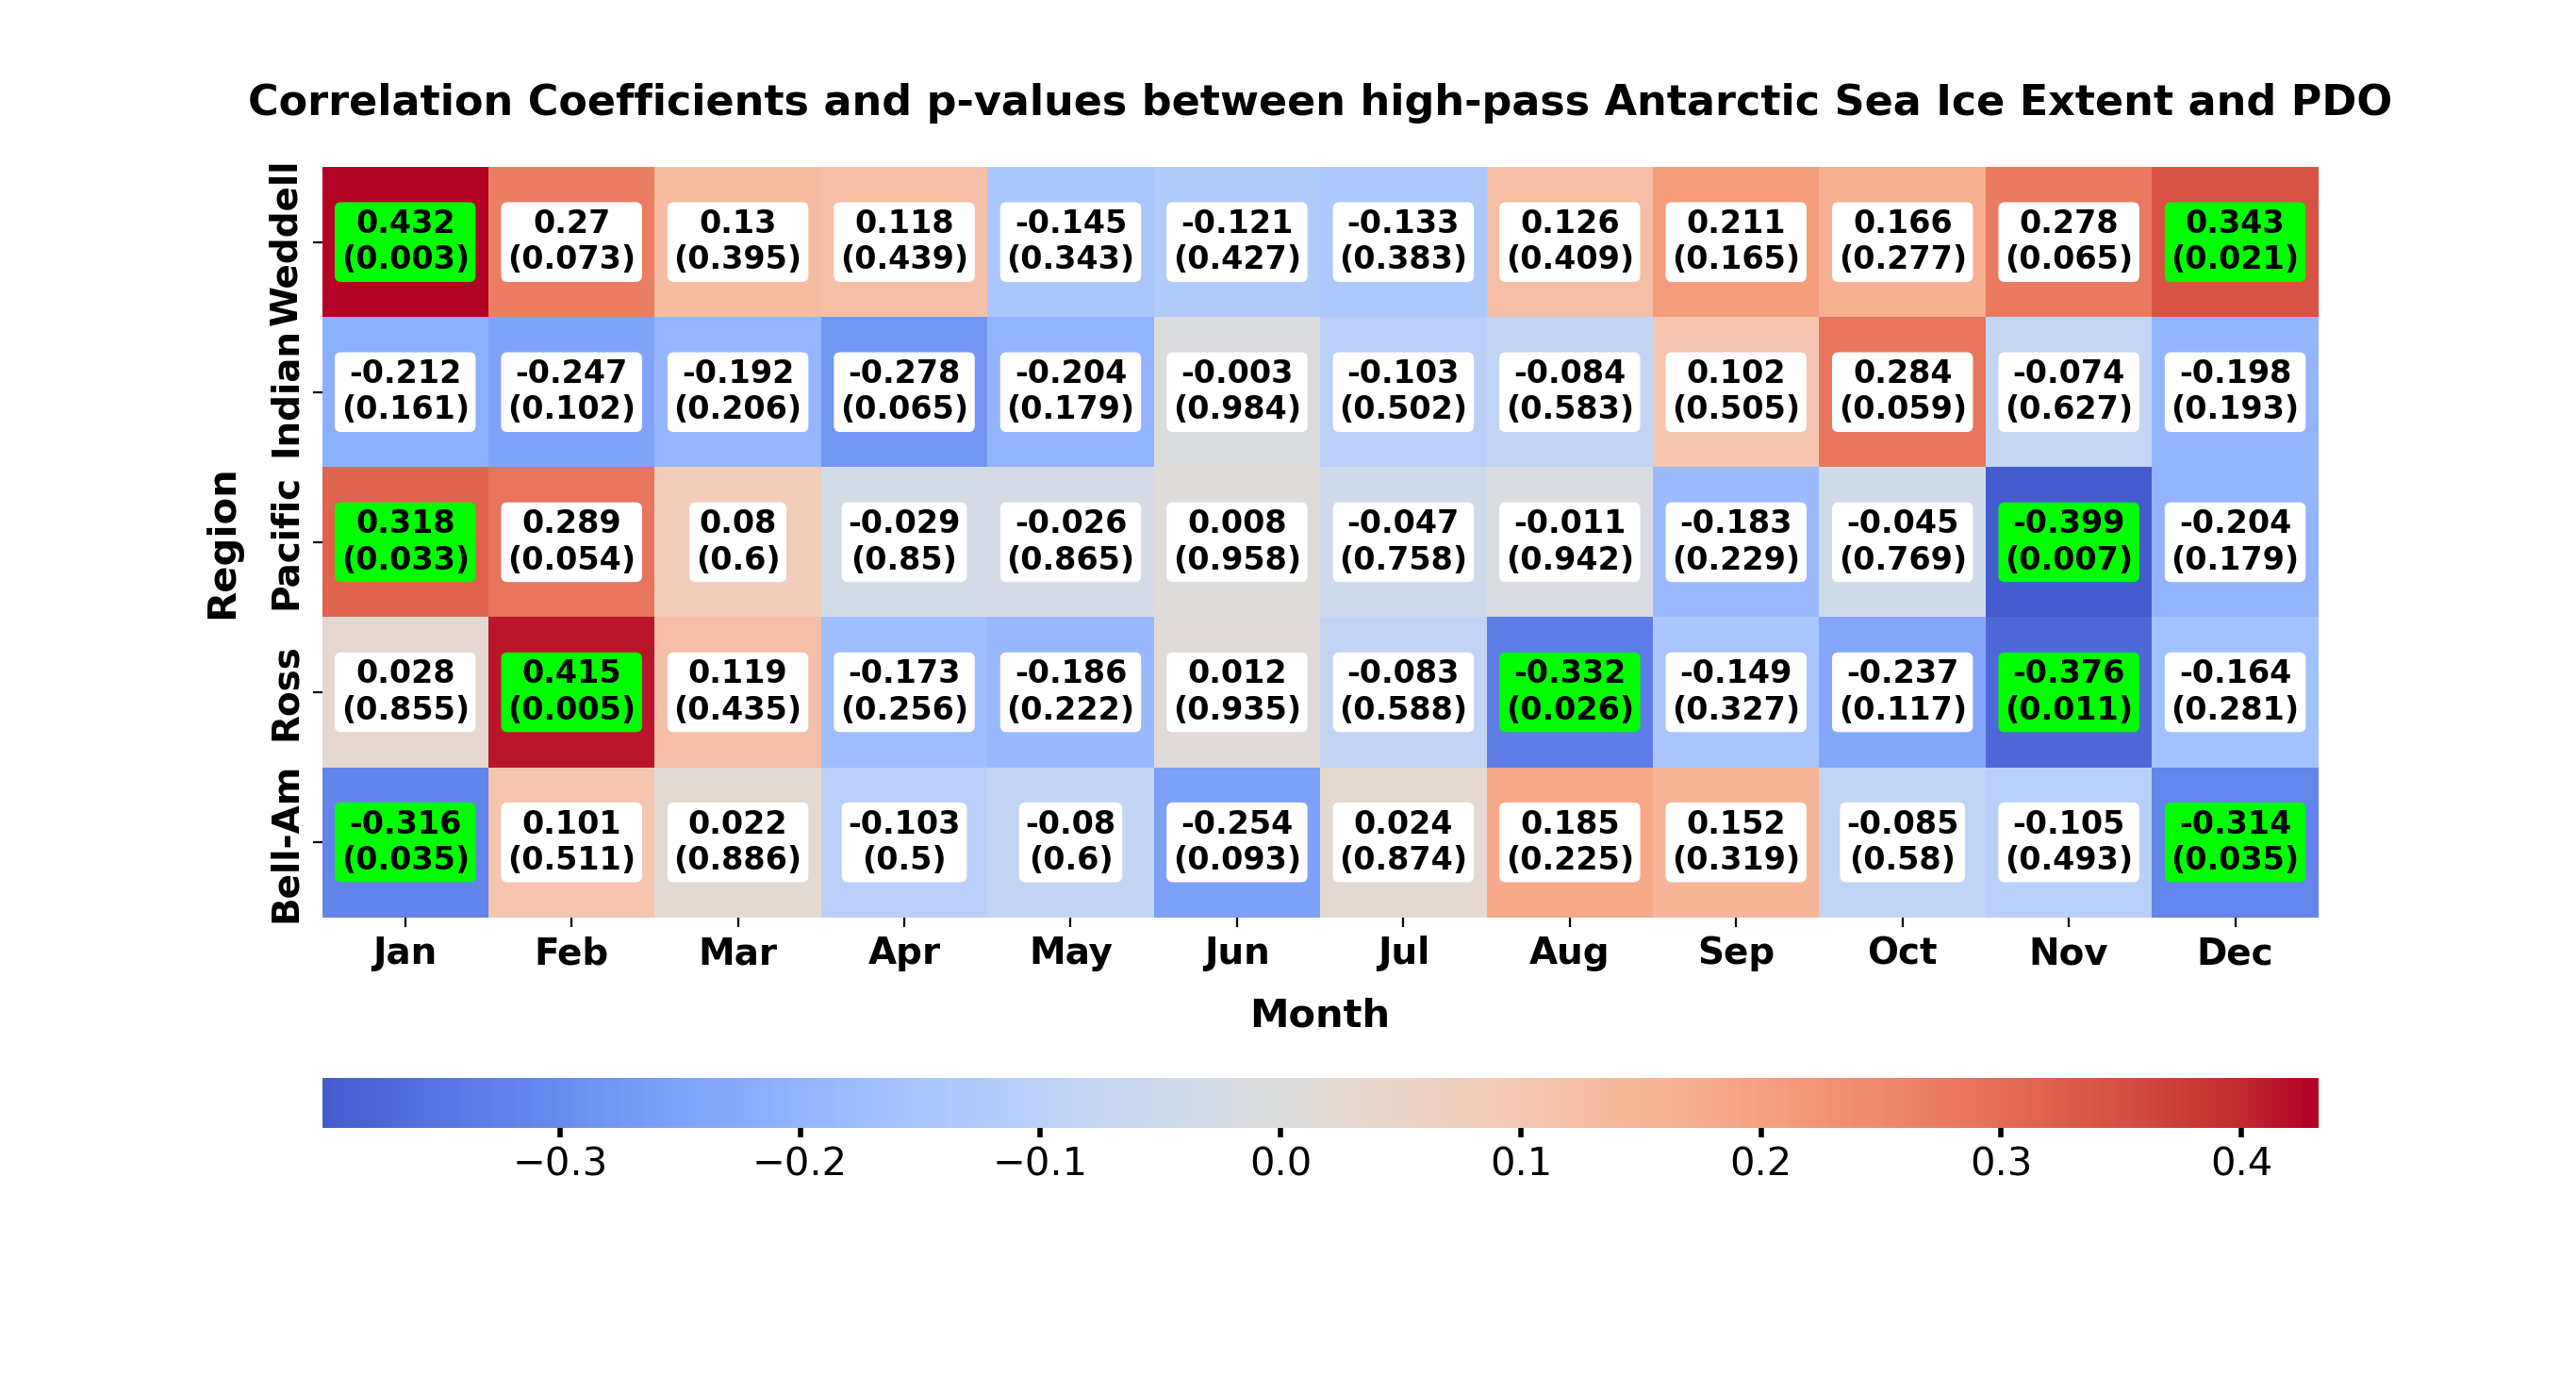 Correlation Coefficients and p-values between high-pass Antarctic Sea Ice Extent and PDO
Region
Weddell
0.432 0.27 0.13 0.118 -0.145 -0.121 -0.133 0.126 0.211 0.166 0.278 0.343
(0.003) (0.073) (0.395) (0.439) (0.343) (0.427) (0.383) (0.409) (0.165) (0.277) (0.065) (0.021)
Indian
-0.212 -0.247 -0.192 -0.278 -0.204 -0.003 -0.103 -0.084 0.102 0.284 -0.074 -0.198
(0.161) (0.102) (0.206) (0.065) (0.179) (0.984) (0.502) (0.583) (0.505) (0.059) (0.627) (0.193)
Pacific
0.318 0.289 0.08 -0.029 -0.026 0.008 -0.047 -0.011 -0.183 -0.045 -0.399 -0.204
(0.033) (0.054) (0.6) (0.85) (0.865) (0.958) (0.758) (0.942) (0.229) (0.769) (0.007) (0.179)
Ross
0.028 0.415 0.119 -0.173 -0.186 0.012 -0.083 -0.332 -0.149 -0.237 -0.376 -0.164
(0.855) (0.005) (0.435) (0.256) (0.222) (0.935) (0.588) (0.026) (0.327) (0.117) (0.011) (0.281)
Bell-Am
-0.316 0.101 0.022 -0.103 -0.08 -0.254 0.024 0.185 0.152 -0.085 -0.105 -0.314
(0.035) (0.511) (0.886) (0.5) (0.6) (0.093) (0.874) (0.225) (0.319) (0.58) (0.493) (0.035)
Jan Feb Mar Apr May Jun Jul Aug Sep Oct Nov Dec
Month
−0.3 −0.2 −0.1 0.0 0.1 0.2 0.3 0.4